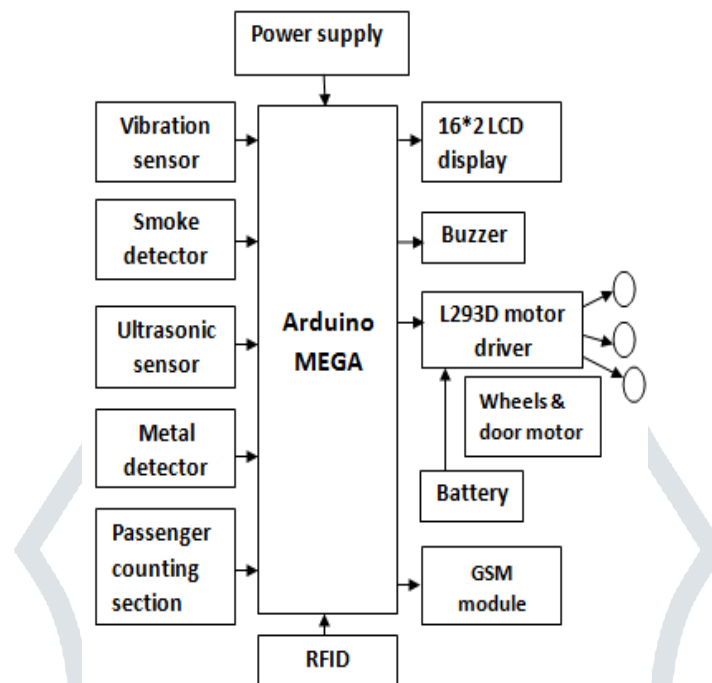 Power supply
Vibration
sensor
Smoke
detector
Ultrasonic
sensor
Metal
detector
Passenger
counting
section
Arduino
MEGA
RFID
16*2 LCD
display
Buzzer
L293D motor
driver
Wheels &
door motor
Battery
GSM
module